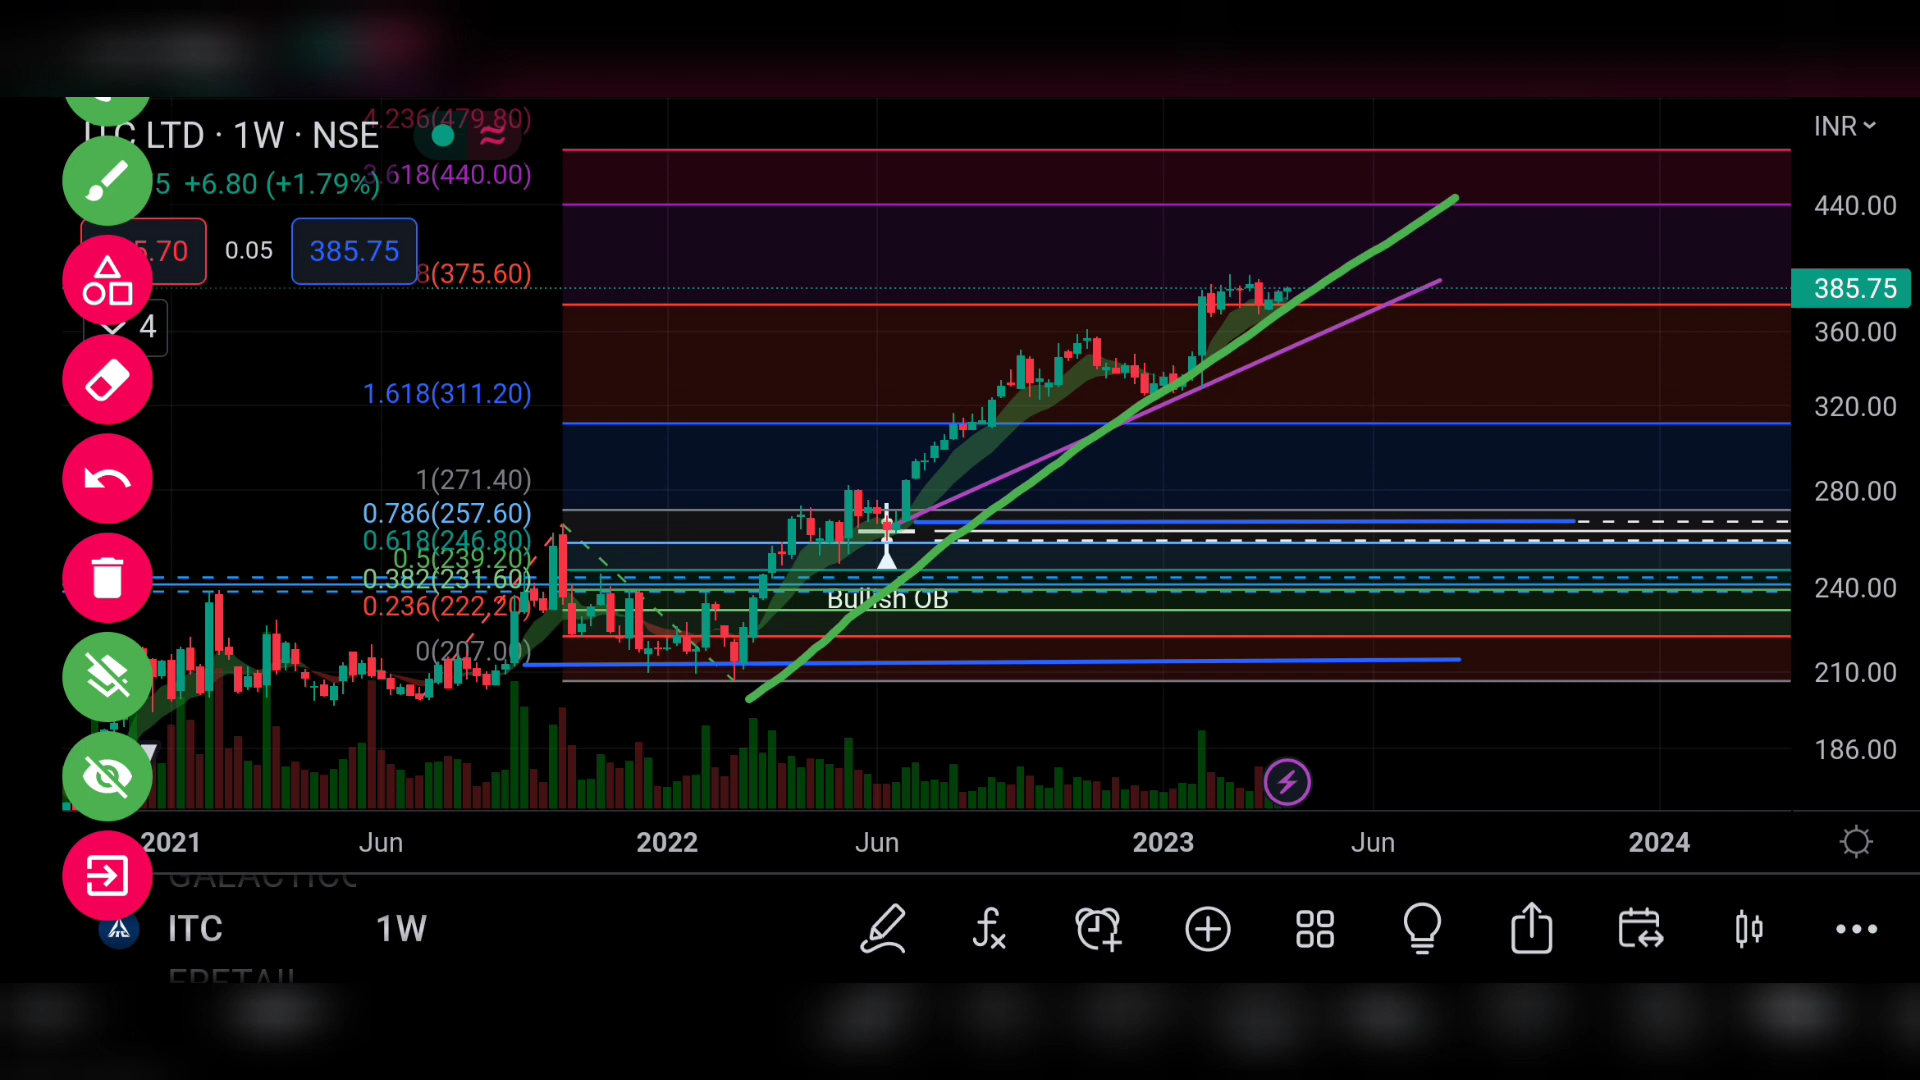 4.236(479.80)
LTD · 1W · NSE
3.618(440.00)
5 +6.80 (+1.79%)
5.70 0.05 385.75
8(375.60)
4
1.618(311.20)
1(271.40)
0.786(257.60)
0.618(246.80)
0.5(239.20)
0.382(231.60)
0.236(222.20)
0(207.00)
Bullish OB
INR
440.00
385.75
360.00
320.00
280.00
240.00
210.00
186.00
2021 Jun 2022 Jun 2023 Jun 2024
ITC 1W